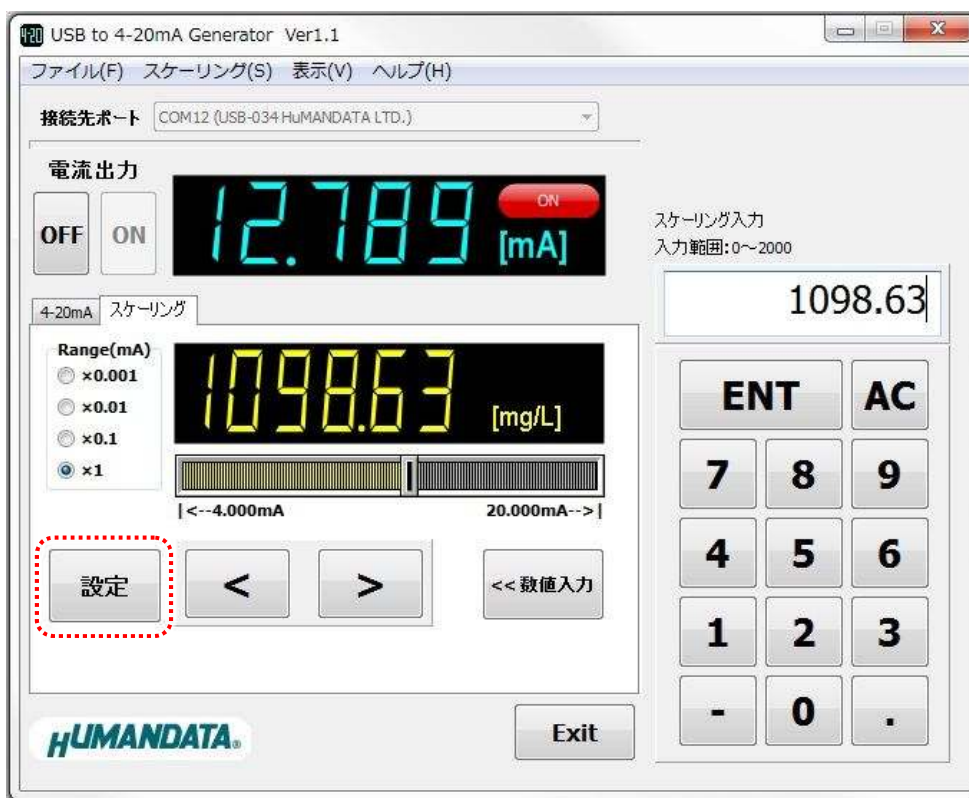 USB to 4-20mA Generator Ver1.1
ファイル(F) スケーリング(S) 表示(V) ヘルプ(H)
接続先ポート COM12 (USB-034 HuMANDATA LTD.)
電流出力
OFF ON
12.789 ON
[mA]
スケーリング入力
入力範囲:0～2000
1098.63
4-20mA スケーリング
Range(mA)
×0.001
×0.01
×0.1
×1
1098.63 [mg/L]
|<--4.000mA 20.000mA-->|
設定 < > << 数値入力
ENT AC
7 8 9
4 5 6
1 2 3
- 0 .
HUMANDATA®
Exit